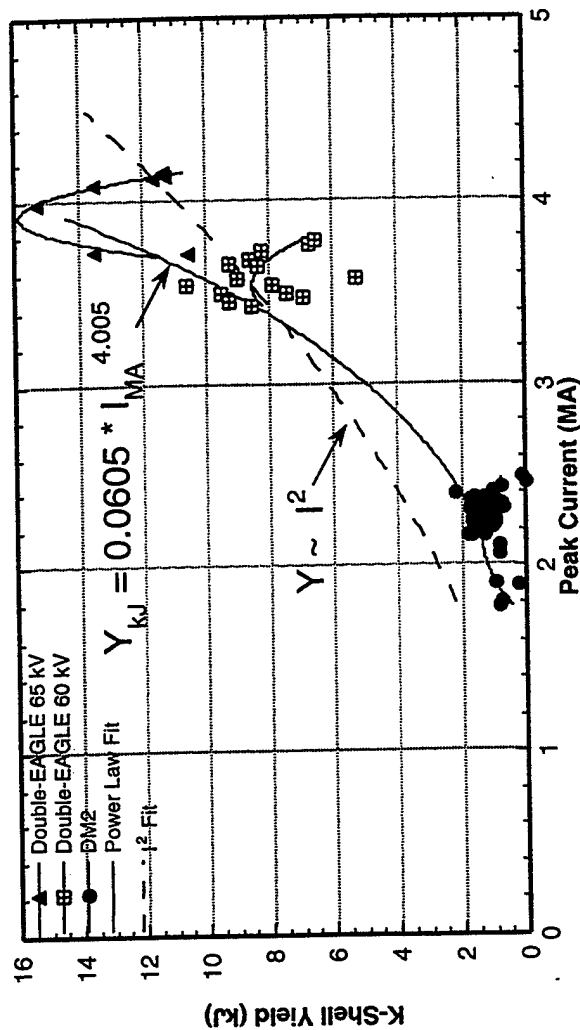 16
14
12
10
8
6
4
2
0
K-Shell Yield (kJ)
Double-EAGLE 65 kV
Double-EAGLE 60 kV
DM2
Power Law Fit
I² Fit
Y_kJ = 0.0605 * I_MA^4.005
Y ~ I²
0
1
2
3
4
5
Peak Current (MA)